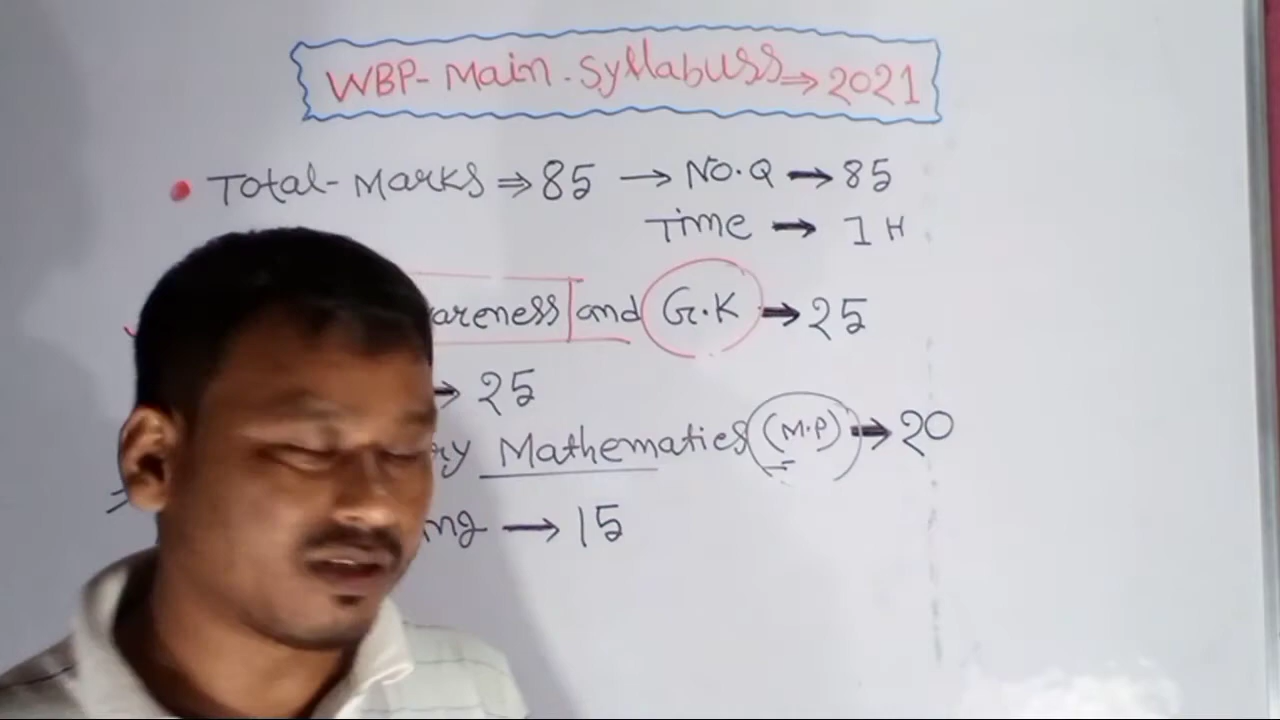 WBP- Main. Syllabuss ⇒ 2021
• Total- Marks ⇒ 85 → NO.Q → 85
Time → 1 H
areness and G.K → 25
→ 25
ry Mathematics (M.P) → 20
ng → 15